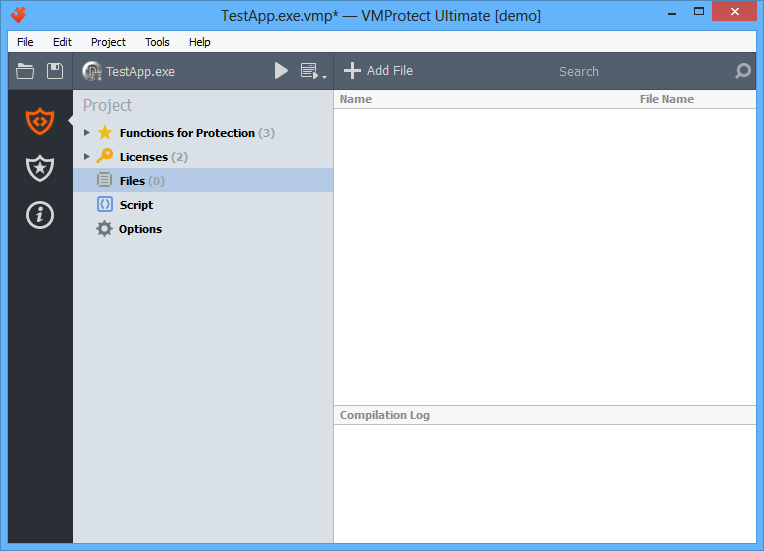 TestApp.exe.vmp* — VMProtect Ultimate [demo]
File Edit Project Tools Help
TestApp.exe
Add File
Search
Project
Functions for Protection (3)
Licenses (2)
Files (0)
Script
Options
Name File Name
Compilation Log